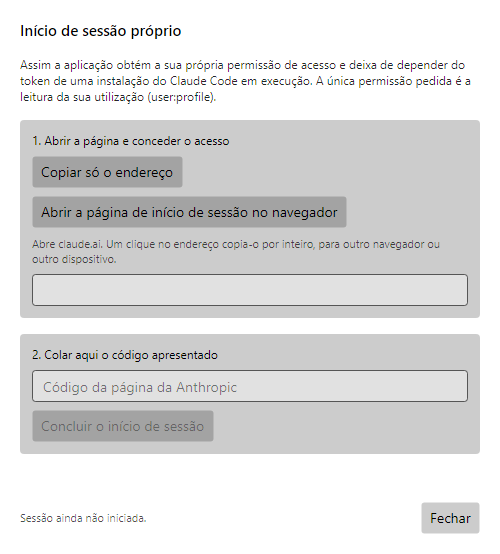 Início de sessão próprio
Assim a aplicação obtém a sua própria permissão de acesso e deixa de depender do
token de uma instalação do Claude Code em execução. A única permissão pedida é a
leitura da sua utilização (user:profile).
1. Abrir a página e conceder o acesso
Copiar só o endereço
Abrir a página de início de sessão no navegador
Abre claude.ai. Um clique no endereço copia-o por inteiro, para outro navegador ou
outro dispositivo.
2. Colar aqui o código apresentado
Código da página da Anthropic
Concluir o início de sessão
Sessão ainda não iniciada.
Fechar